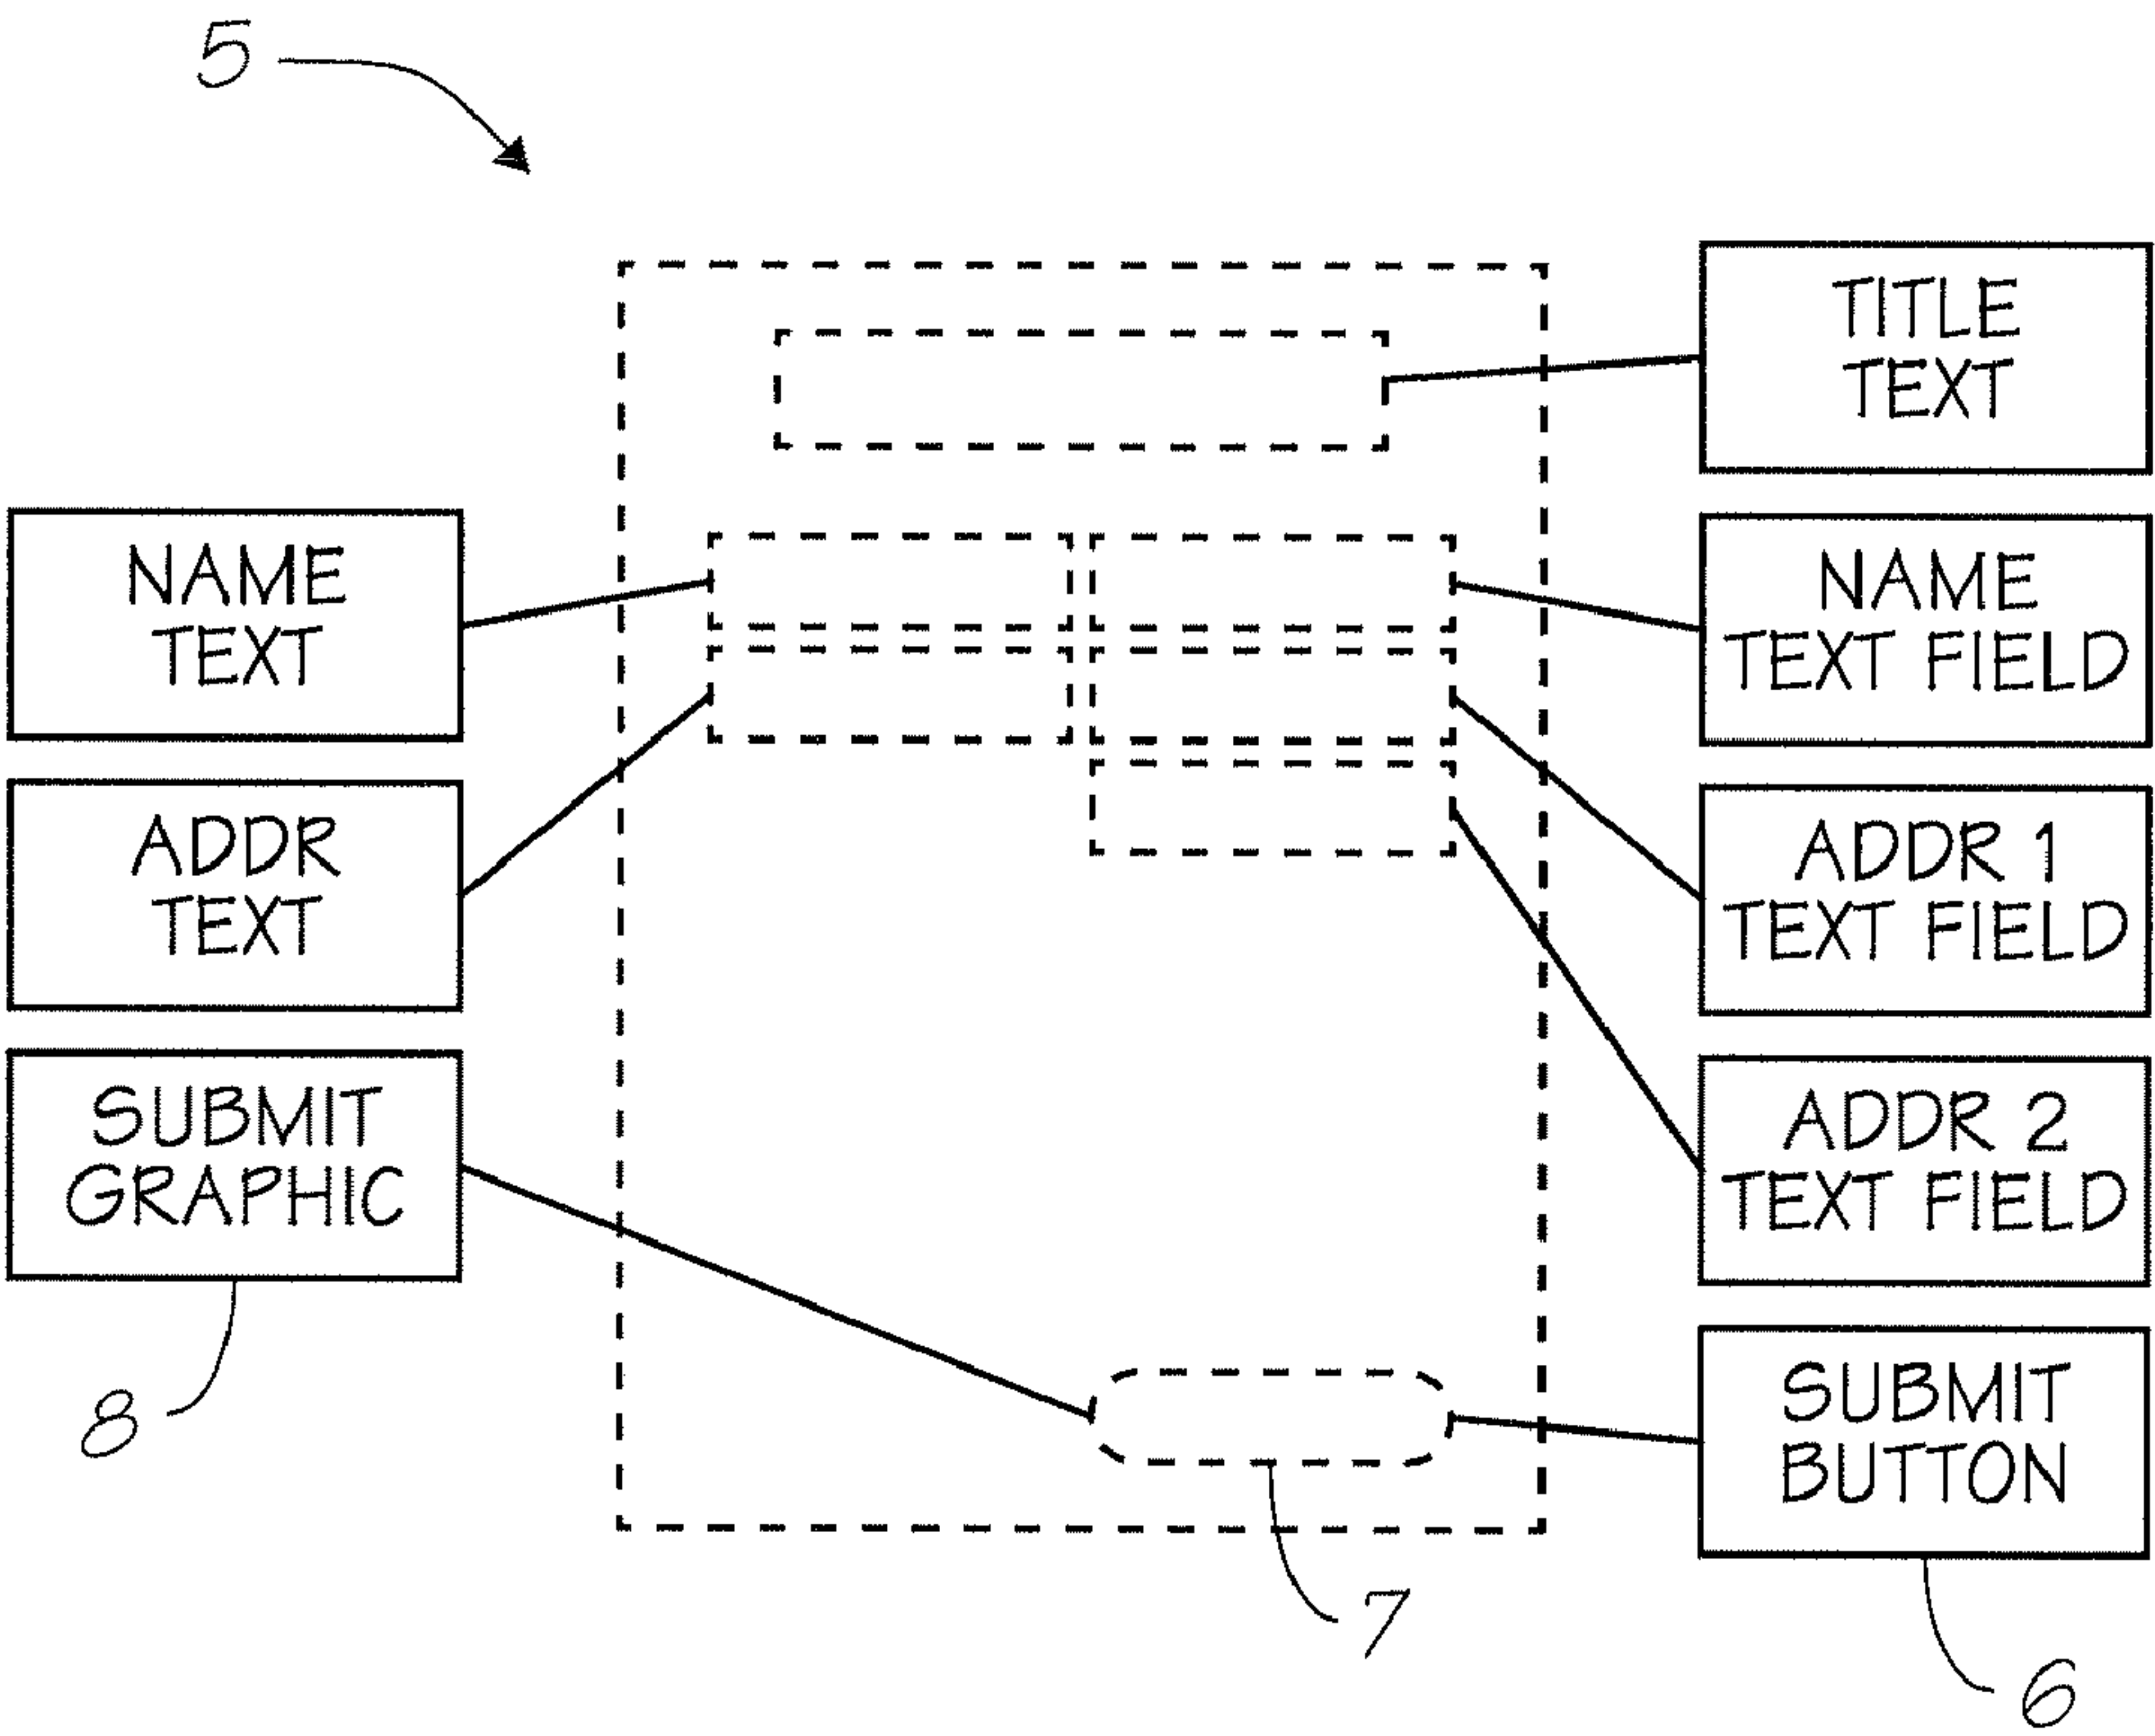 5
TITLE
TEXT
NAME
TEXT
NAME
TEXT FIELD
ADDR
TEXT
ADDR 1
TEXT FIELD
SUBMIT
GRAPHIC
ADDR 2
TEXT FIELD
SUBMIT
BUTTON
8
7
6